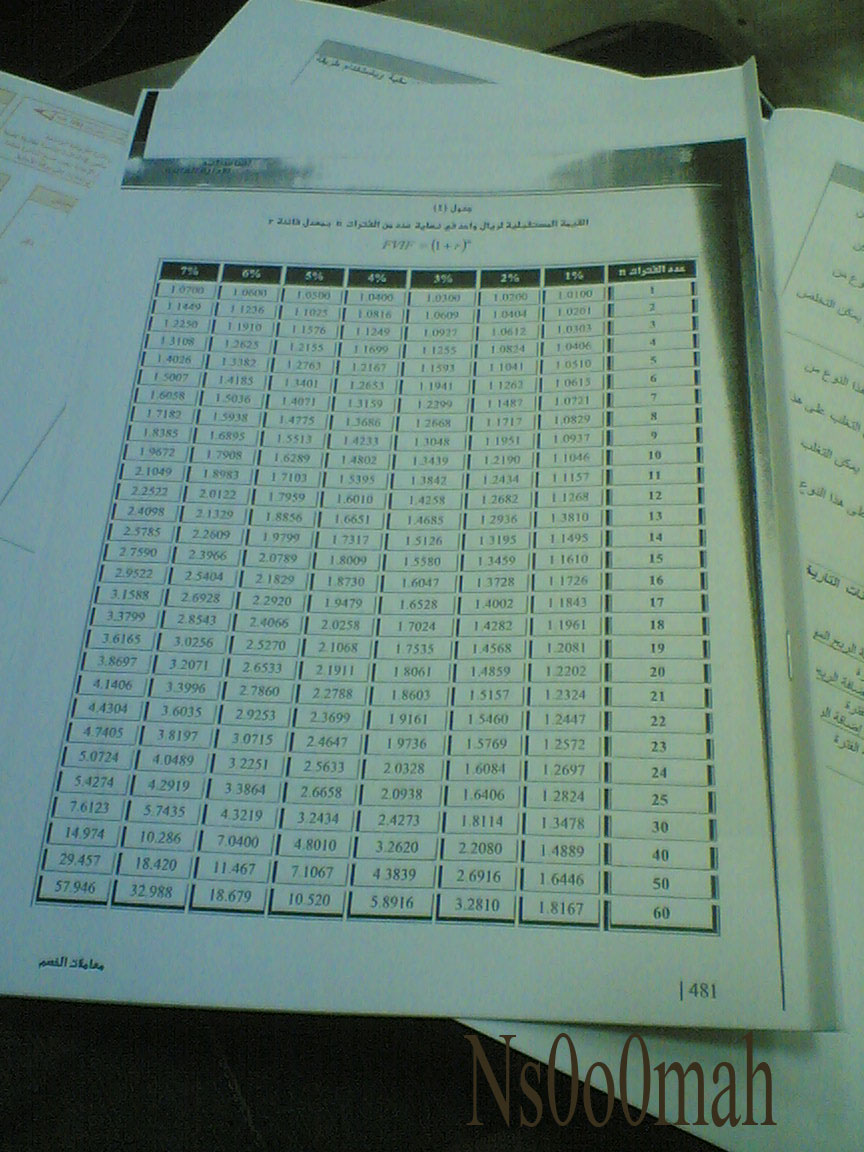 جدول (1)
القيمة المستقبلية لريال واحد في نهاية عدد من الفترات n بمعدل فائدة r
FVIF = (1 + r)ⁿ
عدد الفترات n 1% 2% 3% 4% 5% 6% 7%
1 1.0100 1.0200 1.0300 1.0400 1.0500 1.0600 1.0700
2 1.0201 1.0404 1.0609 1.0816 1.1025 1.1236 1.1449
3 1.0303 1.0612 1.0927 1.1249 1.1576 1.1910 1.2250
4 1.0406 1.0824 1.1255 1.1699 1.2155 1.2625 1.3108
5 1.0510 1.1041 1.1593 1.2167 1.2763 1.3382 1.4026
6 1.0615 1.1262 1.1941 1.2653 1.3401 1.4185 1.5007
7 1.0721 1.1487 1.2299 1.3159 1.4071 1.5036 1.6058
8 1.0829 1.1717 1.2668 1.3686 1.4775 1.5938 1.7182
9 1.0937 1.1951 1.3048 1.4233 1.5513 1.6895 1.8385
10 1.1046 1.2190 1.3439 1.4802 1.6289 1.7908 1.9672
11 1.1157 1.2434 1.3842 1.5395 1.7103 1.8983 2.1049
12 1.1268 1.2682 1.4258 1.6010 1.7959 2.0122 2.2522
13 1.3810 1.2936 1.4685 1.6651 1.8856 2.1329 2.4098
14 1.1495 1.3195 1.5126 1.7317 1.9799 2.2609 2.5785
15 1.1610 1.3459 1.5580 1.8009 2.0789 2.3966 2.7590
16 1.1726 1.3728 1.6047 1.8730 2.1829 2.5404 2.9522
17 1.1843 1.4002 1.6528 1.9479 2.2920 2.6928 3.1588
18 1.1961 1.4282 1.7024 2.0258 2.4066 2.8543 3.3799
19 1.2081 1.4568 1.7535 2.1068 2.5270 3.0256 3.6165
20 1.2202 1.4859 1.8061 2.1911 2.6533 3.2071 3.8697
21 1.2324 1.5157 1.8603 2.2788 2.7860 3.3996 4.1406
22 1.2447 1.5460 1.9161 2.3699 2.9253 3.6035 4.4304
23 1.2572 1.5769 1.9736 2.4647 3.0715 3.8197 4.7405
24 1.2697 1.6084 2.0328 2.5633 3.2251 4.0489 5.0724
25 1.2824 1.6406 2.0938 2.6658 3.3864 4.2919 5.4274
30 1.3478 1.8114 2.4273 3.2434 4.3219 5.7435 7.6123
40 1.4889 2.2080 3.2620 4.8010 7.0400 10.286 14.974
50 1.6446 2.6916 4.3839 7.1067 11.467 18.420 29.457
60 1.8167 3.2810 5.8916 10.520 18.679 32.988 57.946
معاملات الخصم
| 481
Ns0o0mah